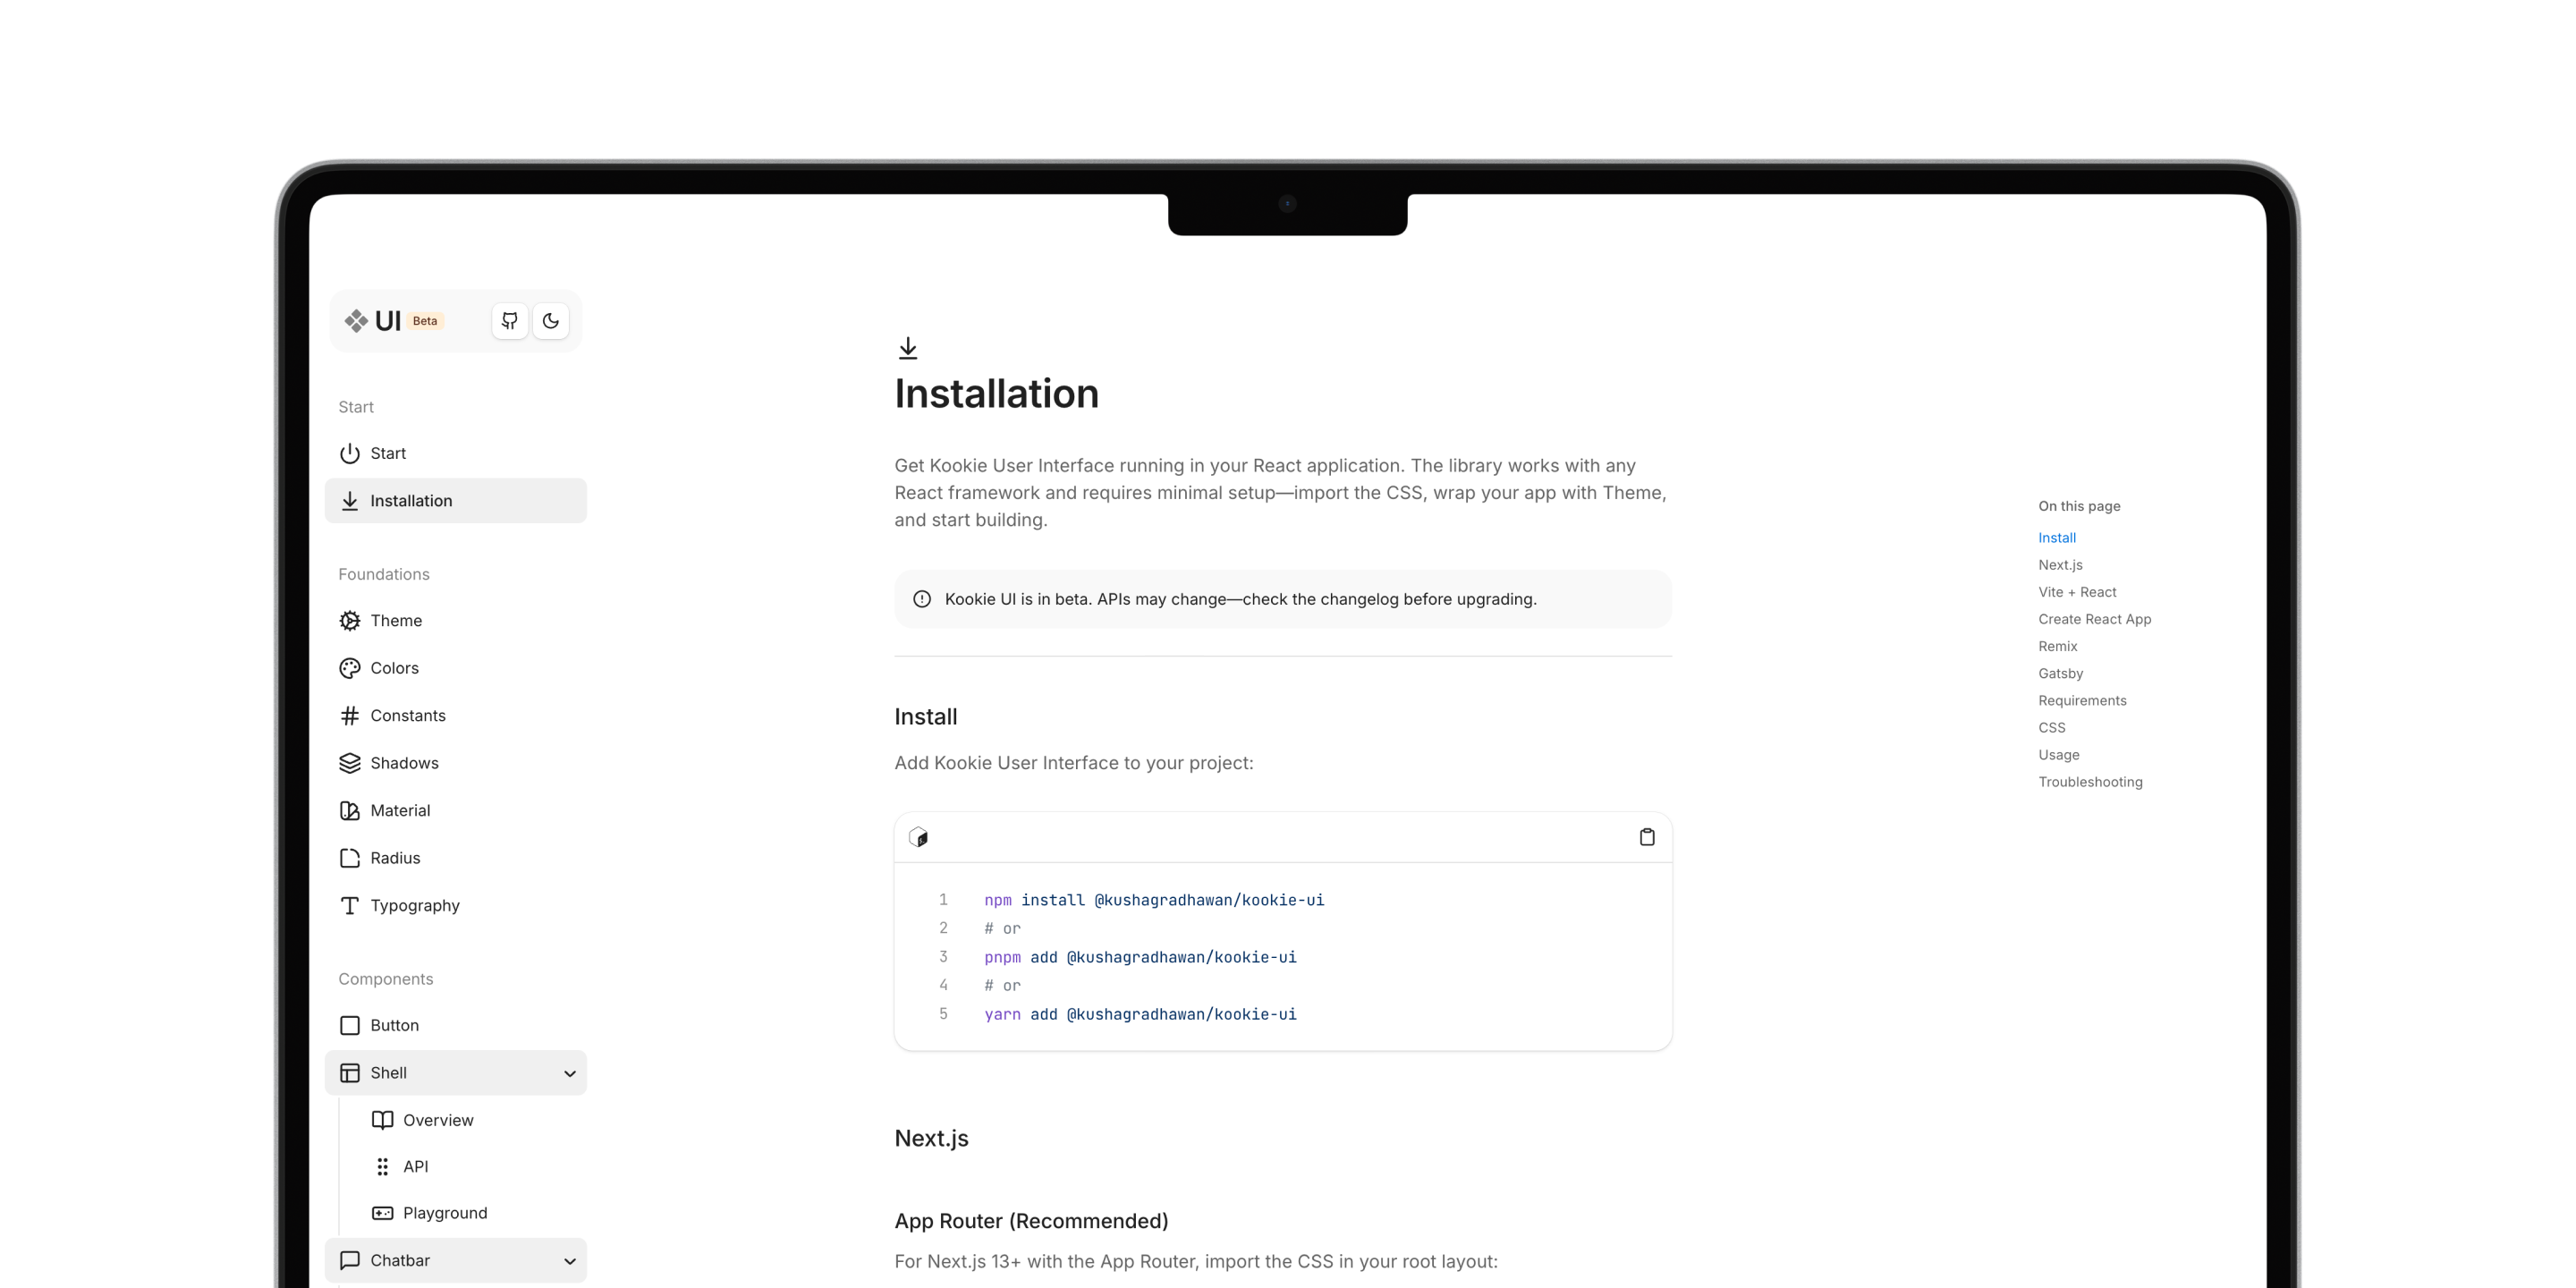 UI Beta
Start
Start
Installation
Foundations
Theme
Colors
Constants
Shadows
Material
Radius
Typography
Components
Button
Shell
Overview
API
Playground
Chatbar
Installation
Get Kookie User Interface running in your React application. The library works with any
React framework and requires minimal setup—import the CSS, wrap your app with Theme,
and start building.
Kookie UI is in beta. APIs may change—check the changelog before upgrading.
Install
Add Kookie User Interface to your project:
1 npm install @kushagradhawan/kookie-ui
2 # or
3 pnpm add @kushagradhawan/kookie-ui
4 # or
5 yarn add @kushagradhawan/kookie-ui
Next.js
App Router (Recommended)
For Next.js 13+ with the App Router, import the CSS in your root layout:
On this page
Install
Next.js
Vite + React
Create React App
Remix
Gatsby
Requirements
CSS
Usage
Troubleshooting